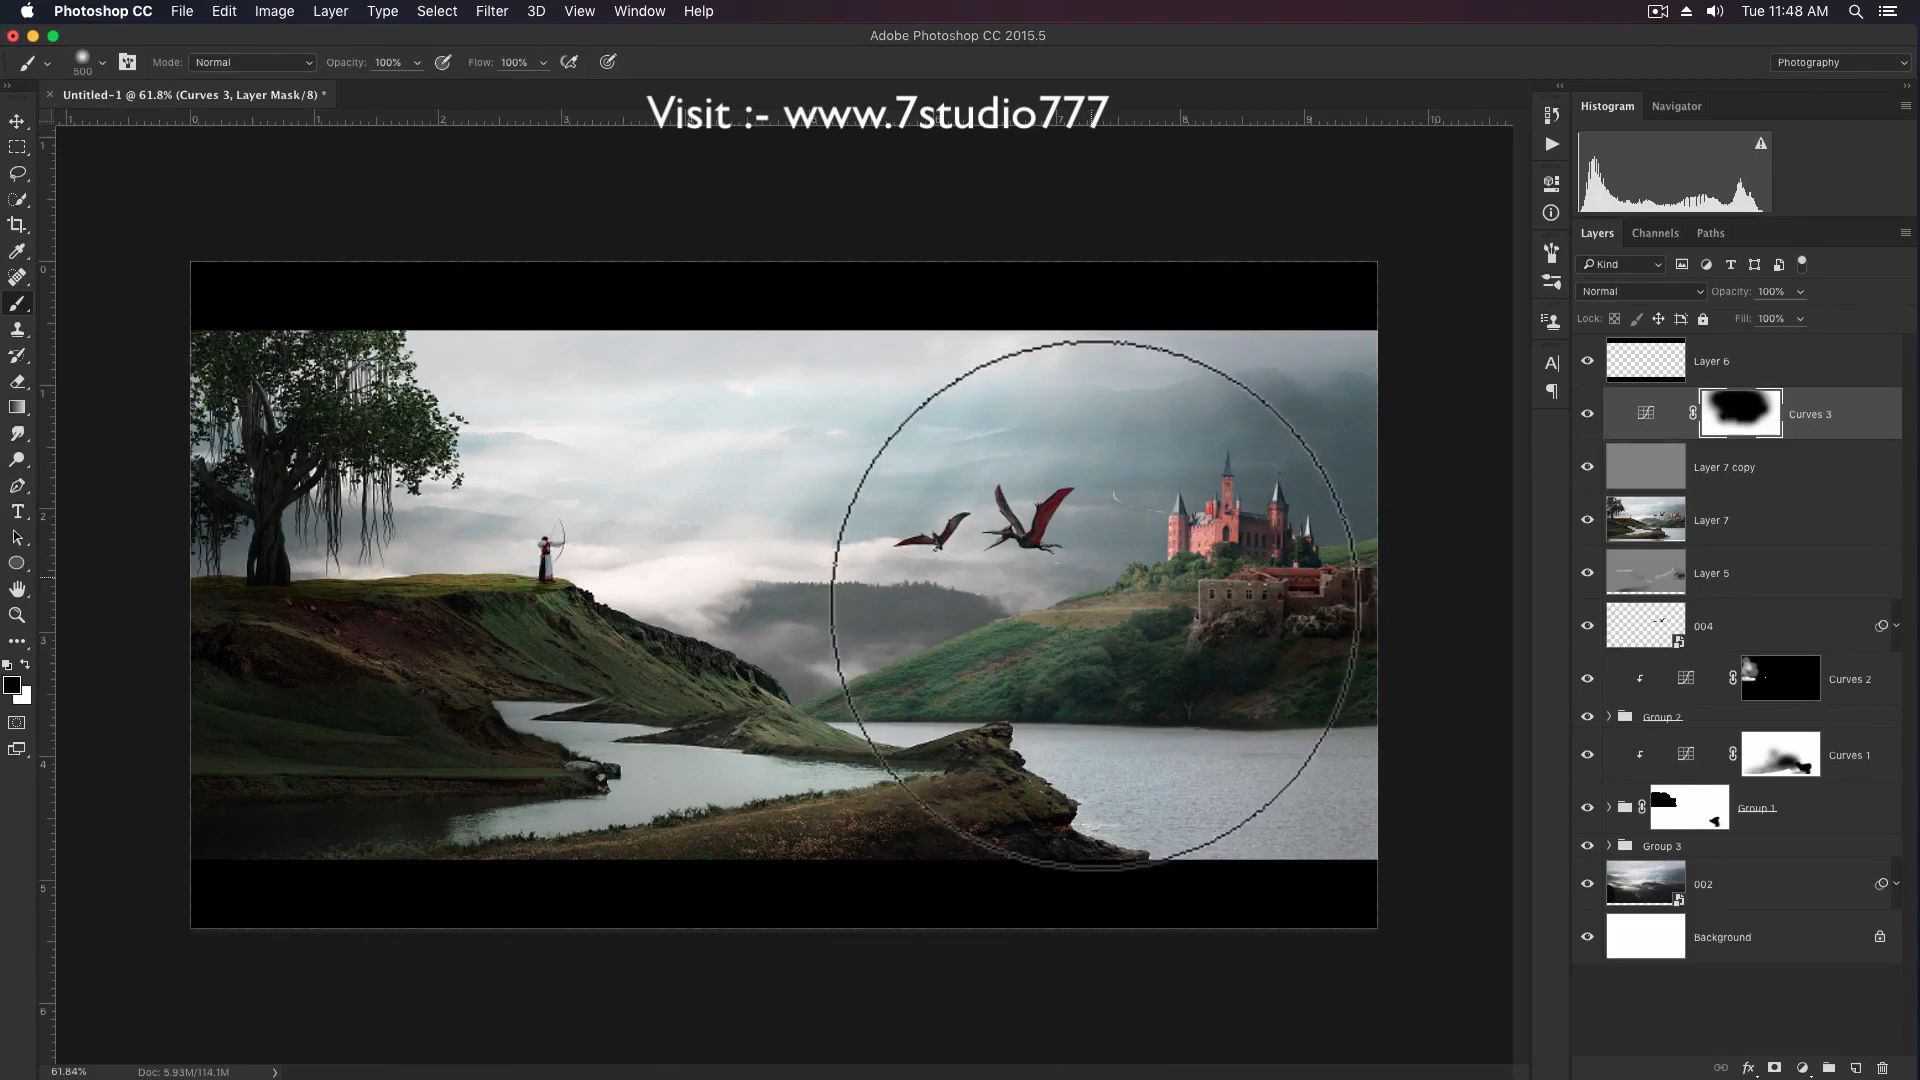 Photoshop CC File Edit Image Layer Type Select Filter 3D View Window Help Tue 11:48 AM
Adobe Photoshop CC 2015.5
500 Mode: Normal Opacity: 100% Flow: 100% Photography
Untitled-1 @ 61.8% (Curves 3, Layer Mask/8) *
Visit :- www.7studio777
Histogram Navigator
Layers Channels Paths
Kind
Normal Opacity: 100%
Lock: Fill: 100%
Layer 6
Curves 3
Layer 7 copy
Layer 7
Layer 5
004
Curves 2
Group 2
Curves 1
Group 1
Group 3
002
Background
61.84% Doc: 5.93M/114.1M